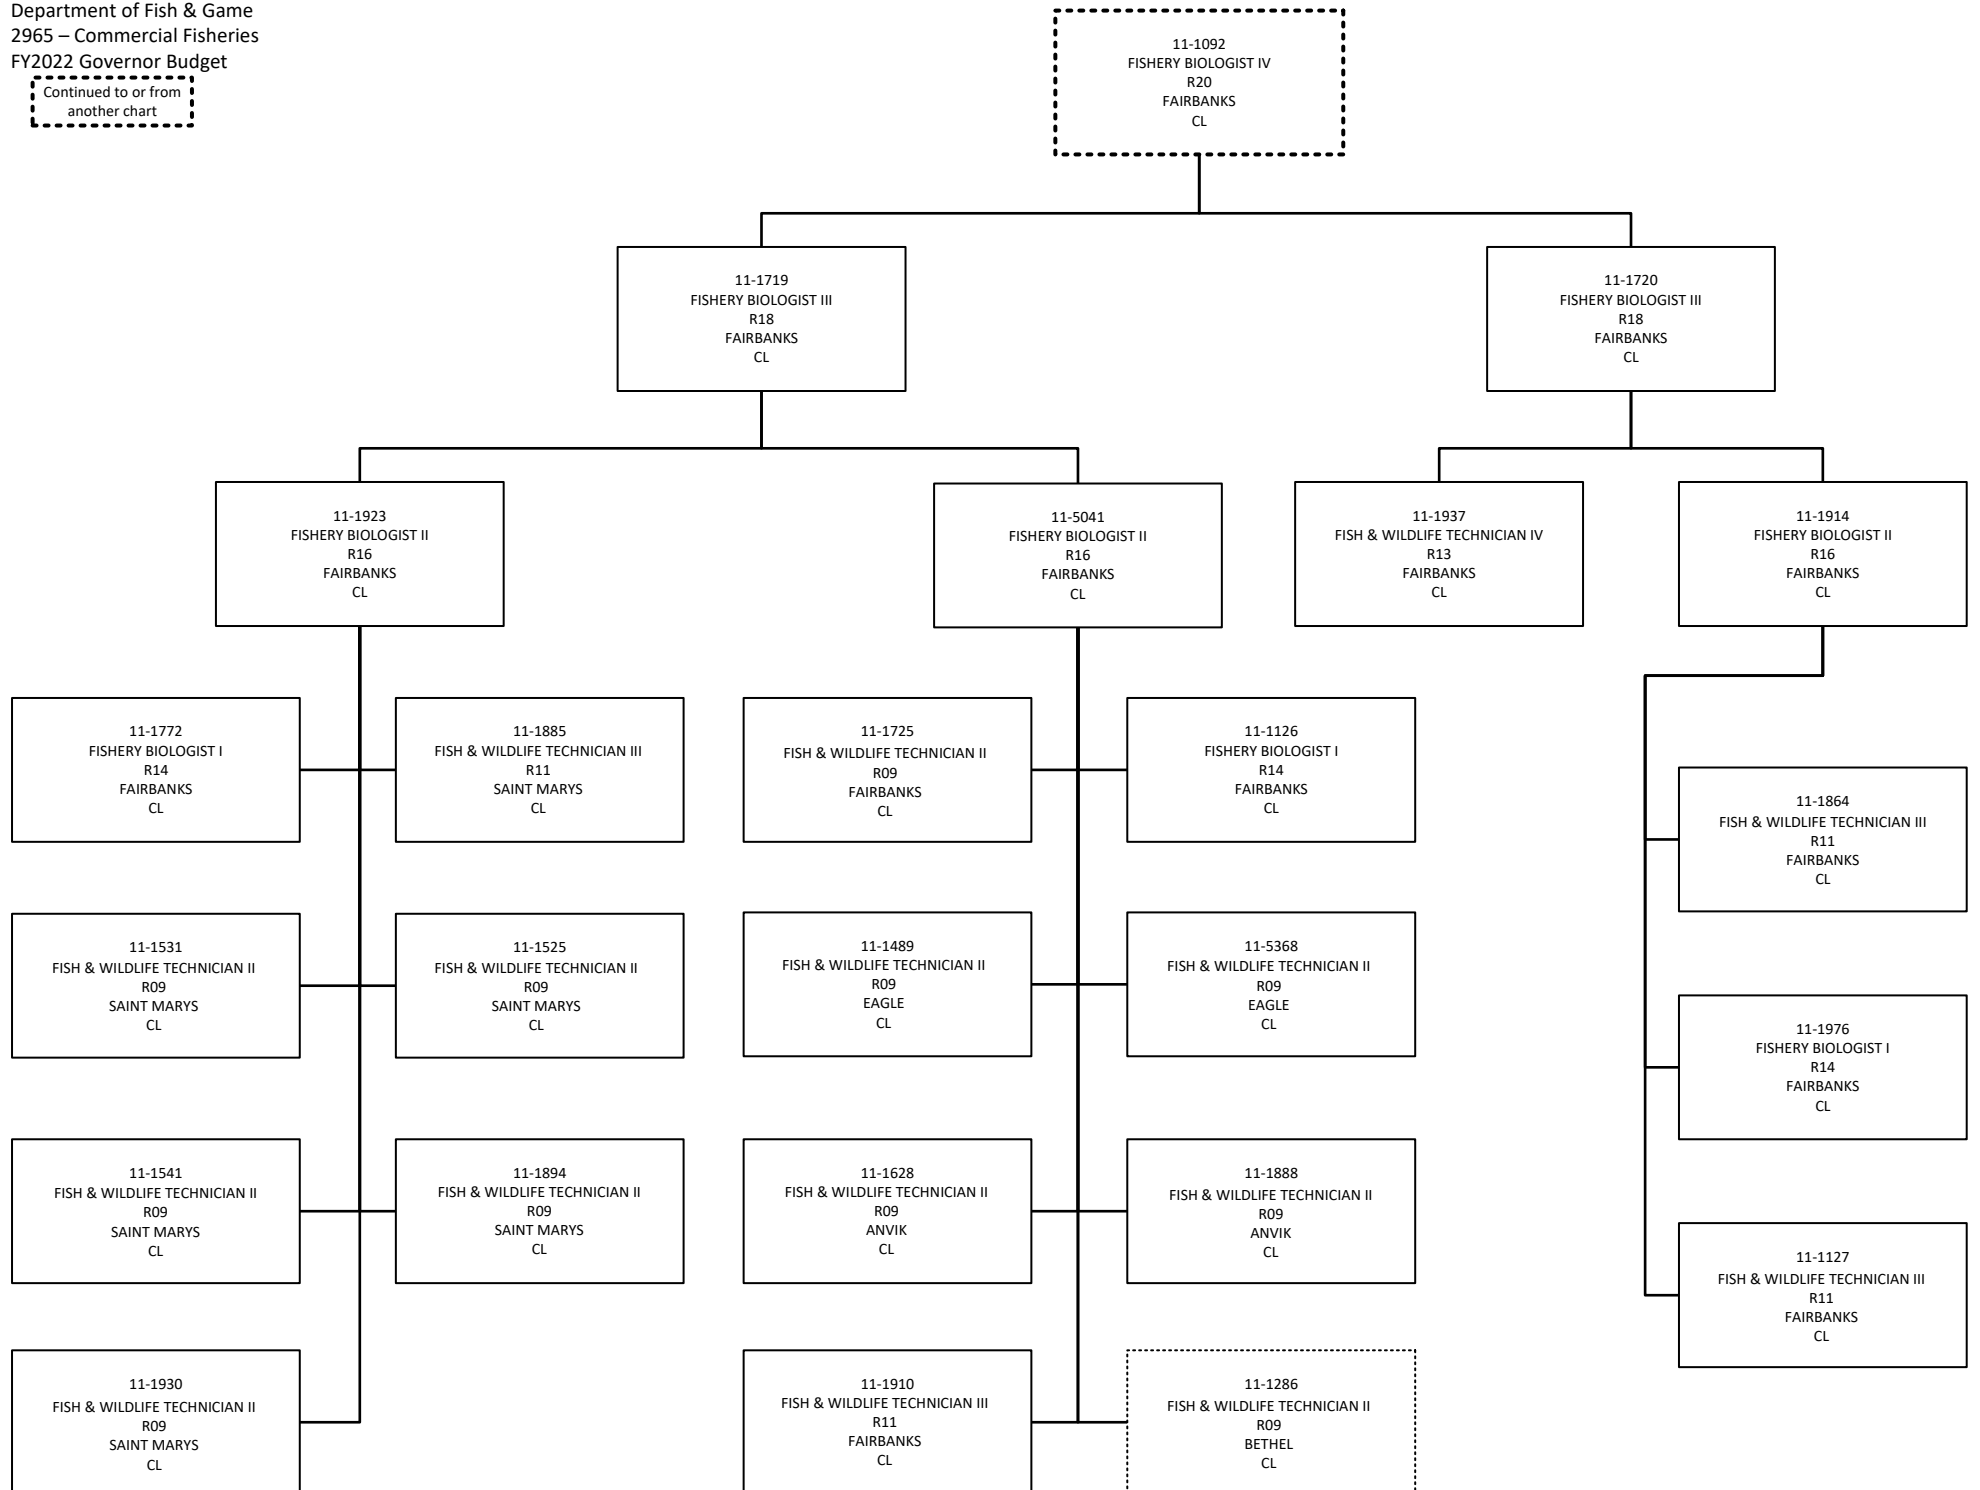 Department of Fish & Game
2965 – Commercial Fisheries
FY2022 Governor Budget
Continued to or from
another chart
11-1092
FISHERY BIOLOGIST IV
R20
FAIRBANKS
CL
11-1719
FISHERY BIOLOGIST III
R18
FAIRBANKS
CL
11-1720
FISHERY BIOLOGIST III
R18
FAIRBANKS
CL
11-1923
FISHERY BIOLOGIST II
R16
FAIRBANKS
CL
11-5041
FISHERY BIOLOGIST II
R16
FAIRBANKS
CL
11-1937
FISH & WILDLIFE TECHNICIAN IV
R13
FAIRBANKS
CL
11-1914
FISHERY BIOLOGIST II
R16
FAIRBANKS
CL
11-1772
FISHERY BIOLOGIST I
R14
FAIRBANKS
CL
11-1885
FISH & WILDLIFE TECHNICIAN III
R11
SAINT MARYS
CL
11-1725
FISH & WILDLIFE TECHNICIAN II
R09
FAIRBANKS
CL
11-1126
FISHERY BIOLOGIST I
R14
FAIRBANKS
CL
11-1864
FISH & WILDLIFE TECHNICIAN III
R11
FAIRBANKS
CL
11-1531
FISH & WILDLIFE TECHNICIAN II
R09
SAINT MARYS
CL
11-1525
FISH & WILDLIFE TECHNICIAN II
R09
SAINT MARYS
CL
11-1489
FISH & WILDLIFE TECHNICIAN II
R09
EAGLE
CL
11-5368
FISH & WILDLIFE TECHNICIAN II
R09
EAGLE
CL
11-1976
FISHERY BIOLOGIST I
R14
FAIRBANKS
CL
11-1541
FISH & WILDLIFE TECHNICIAN II
R09
SAINT MARYS
CL
11-1894
FISH & WILDLIFE TECHNICIAN II
R09
SAINT MARYS
CL
11-1628
FISH & WILDLIFE TECHNICIAN II
R09
ANVIK
CL
11-1888
FISH & WILDLIFE TECHNICIAN II
R09
ANVIK
CL
11-1127
FISH & WILDLIFE TECHNICIAN III
R11
FAIRBANKS
CL
11-1930
FISH & WILDLIFE TECHNICIAN II
R09
SAINT MARYS
CL
11-1910
FISH & WILDLIFE TECHNICIAN III
R11
FAIRBANKS
CL
11-1286
FISH & WILDLIFE TECHNICIAN II
R09
BETHEL
CL